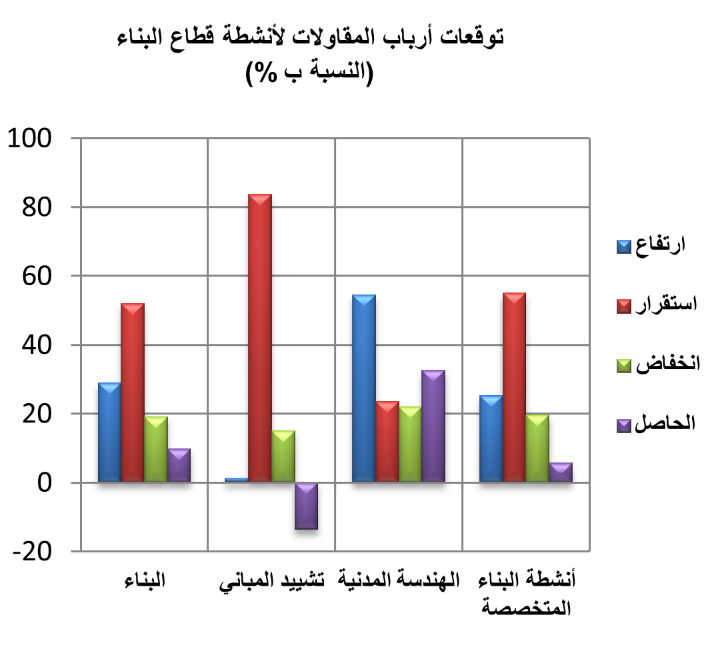 توقعات أرباب المقاولات لأنشطة قطاع البناء
(النسبة ب %)
100
80
60
40
20
0
-20
البناء
تشييد المباني
الهندسة المدنية
أنشطة البناء
المتخصصة
ارتفاع
استقرار
انخفاض
الحاصل